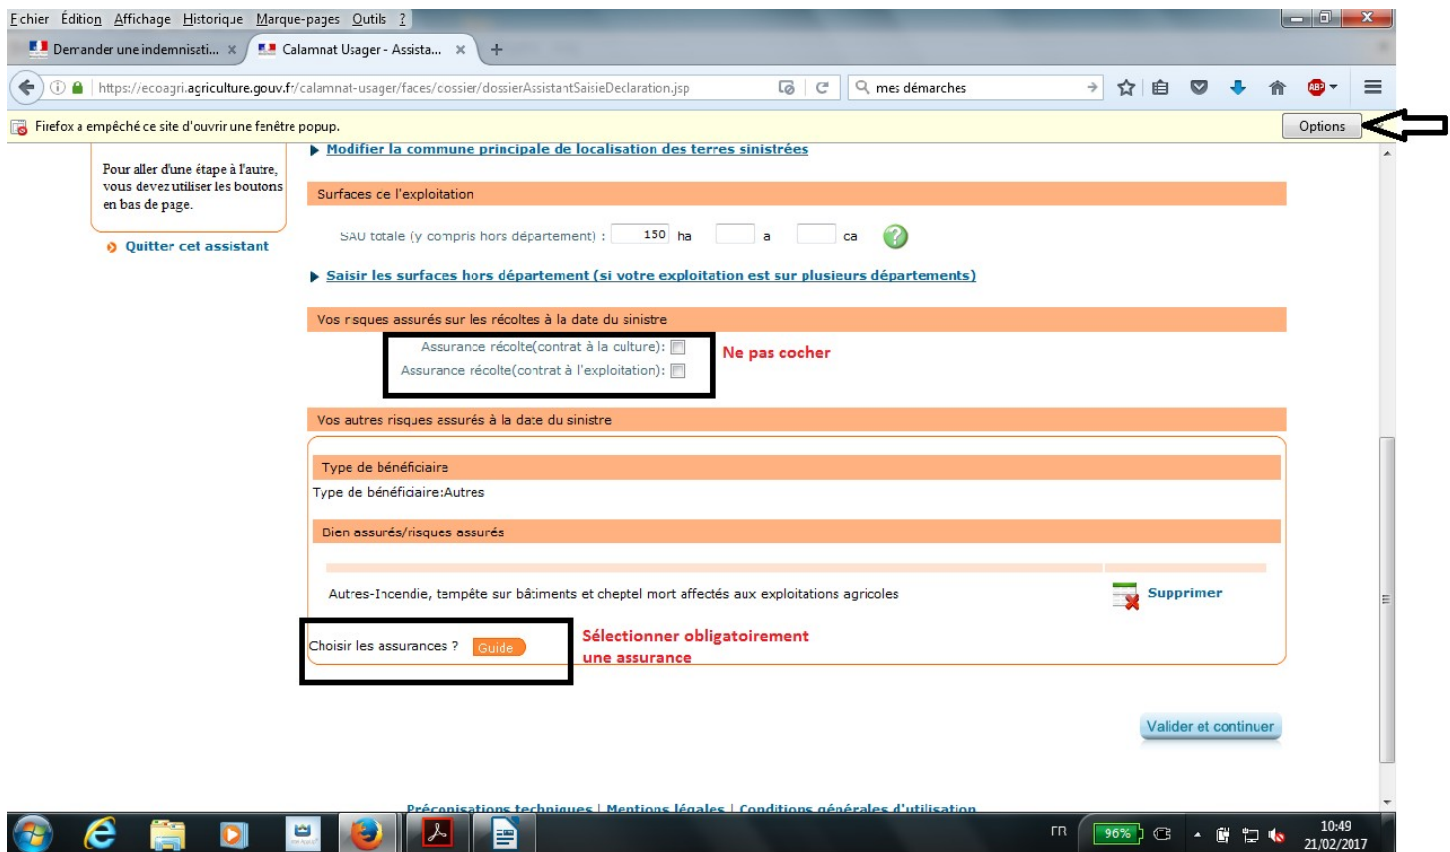 Fichier Édition Affichage Historique Marque-pages Outils ?
Demander une indemnisati... × Calamnat Usager - Assista... × +
https://ecoagri.agriculture.gouv.fr/calamnat-usager/faces/dossier/dossierAssistantSaisieDeclaration.jsp mes démarches ABP
Firefox a empêché ce site d'ouvrir une fenêtre popup. Options
Modifier la commune principale de localisation des terres sinistrées
Pour aller d'une étape à l'autre,
vous devez utiliser les boutons
en bas de page.
Quitter cet assistant
Surfaces de l'exploitation
SAU totale (y compris hors département) : 150 ha a ca ?
Saisir les surfaces hors département (si votre exploitation est sur plusieurs départements)
Vos risques assurés sur les récoltes à la date du sinistre
Assurance récolte(contrat à la culture):
Ne pas cocher
Assurance récolte(contrat à l'exploitation):
Vos autres risques assurés à la date du sinistre
Type de bénéficiaire
Type de bénéficiaire:Autres
Bien assurés/risques assurés
Autres-Incendie, tempête sur bâtiments et cheptel mort affectés aux exploitations agricoles Supprimer
Choisir les assurances ? Guide
Sélectionner obligatoirement
une assurance
Valider et continuer
Préconisations techniques | Mentions légales | Conditions générales d'utilisation
FR 96% 10:49
21/02/2017